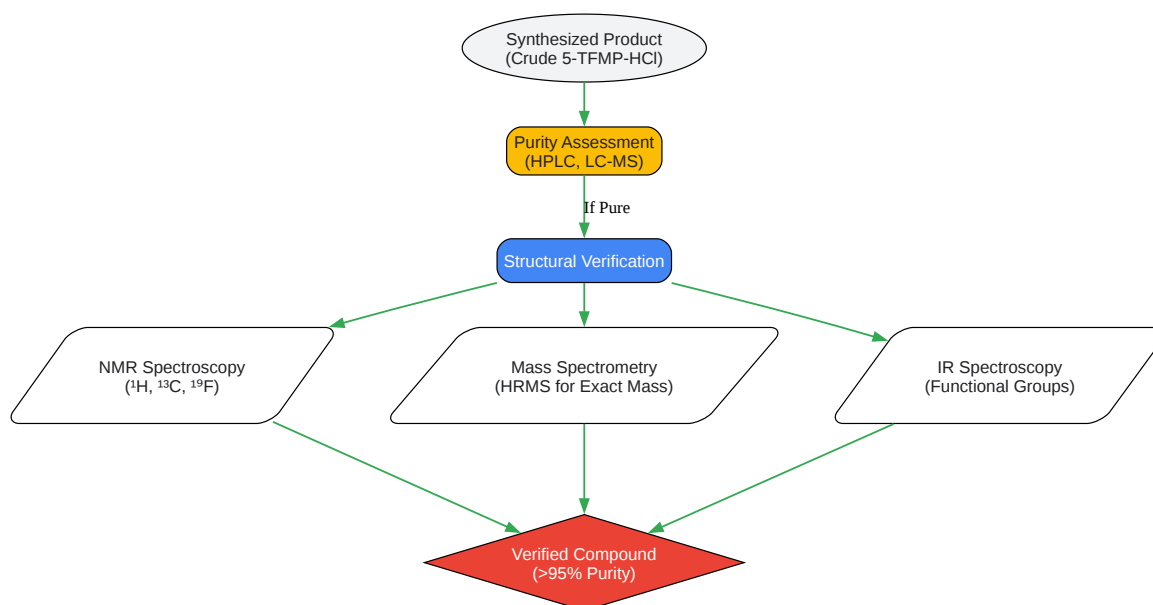 Synthesized Product
(Crude 5-TFMP-HCl)
Purity Assessment
(HPLC, LC-MS)
If Pure
Structural Verification
NMR Spectroscopy
(¹H, ¹³C, ¹⁹F)
Mass Spectrometry
(HRMS for Exact Mass)
IR Spectroscopy
(Functional Groups)
Verified Compound
(>95% Purity)